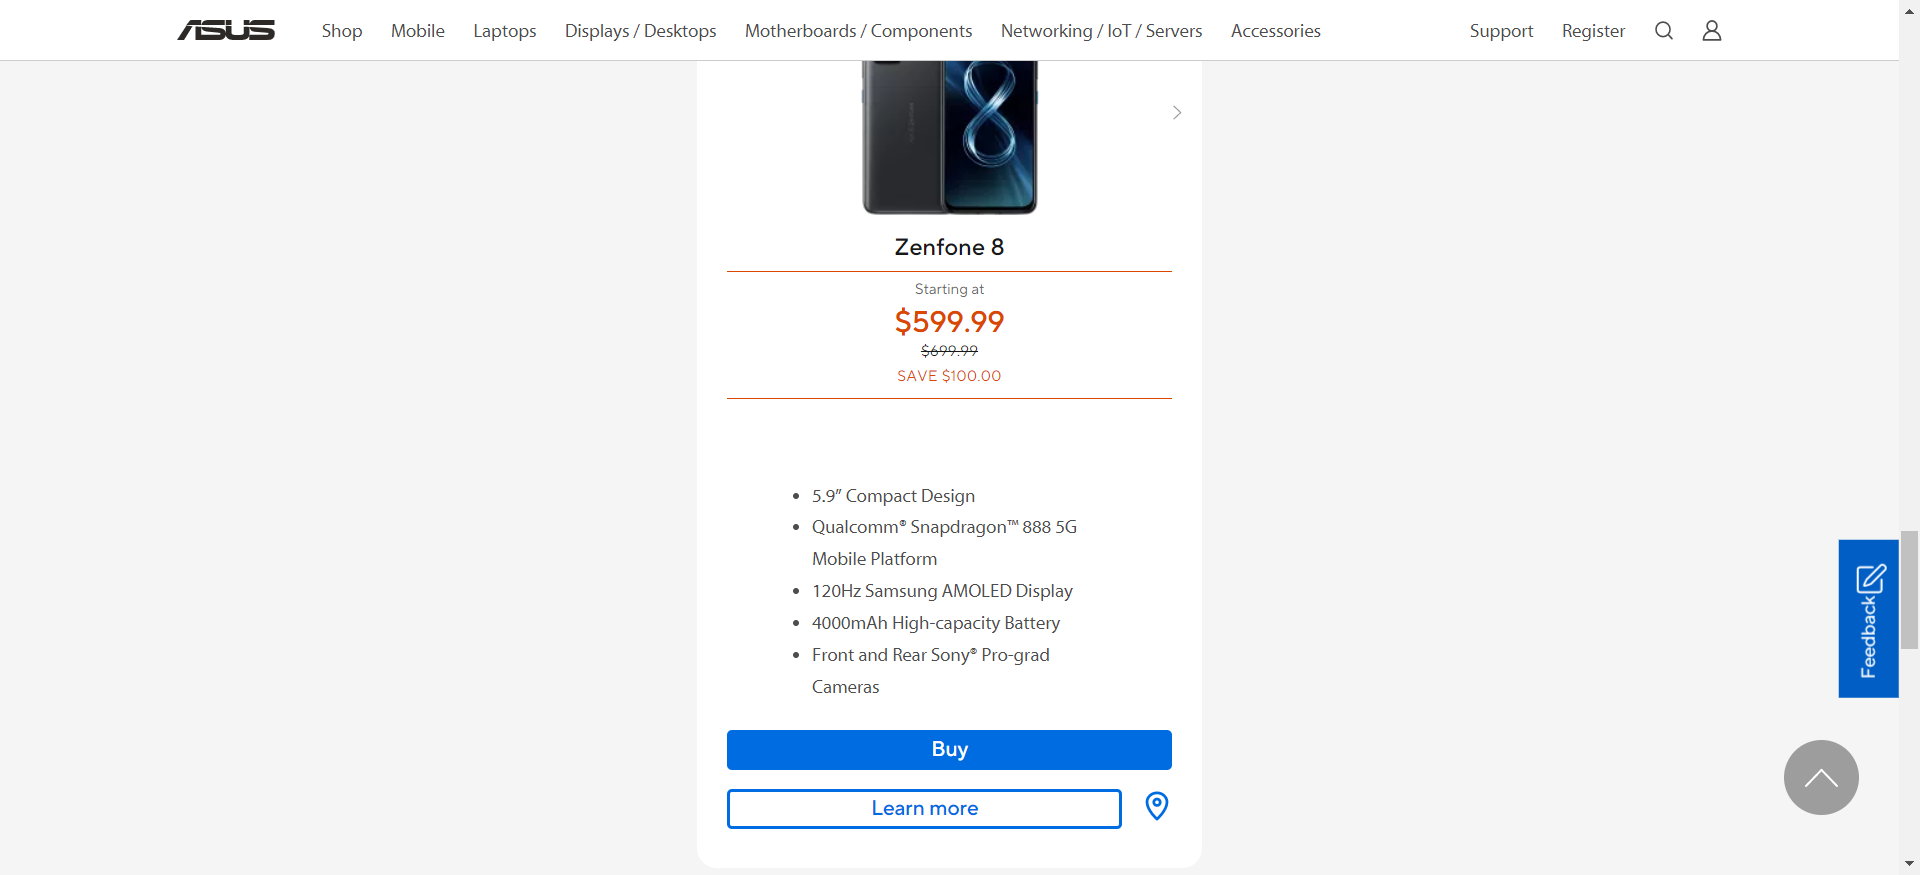 ASUS
Shop Mobile Laptops Displays / Desktops Motherboards / Components Networking / IoT / Servers Accessories Support Register
Zenfone 8
Starting at
$599.99
$699.99
SAVE $100.00
5.9″ Compact Design
Qualcomm® Snapdragon™ 888 5G
Mobile Platform
120Hz Samsung AMOLED Display
4000mAh High-capacity Battery
Front and Rear Sony® Pro-grad
Cameras
Feedback
Buy
Learn more